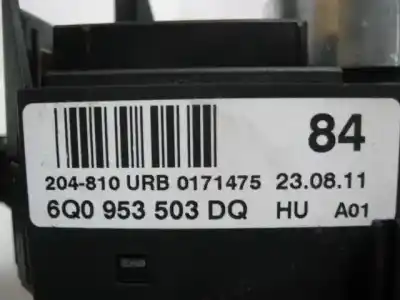 84
204-810 URB 0171475 23.08.11
6Q0 953 503 DQ HU A01